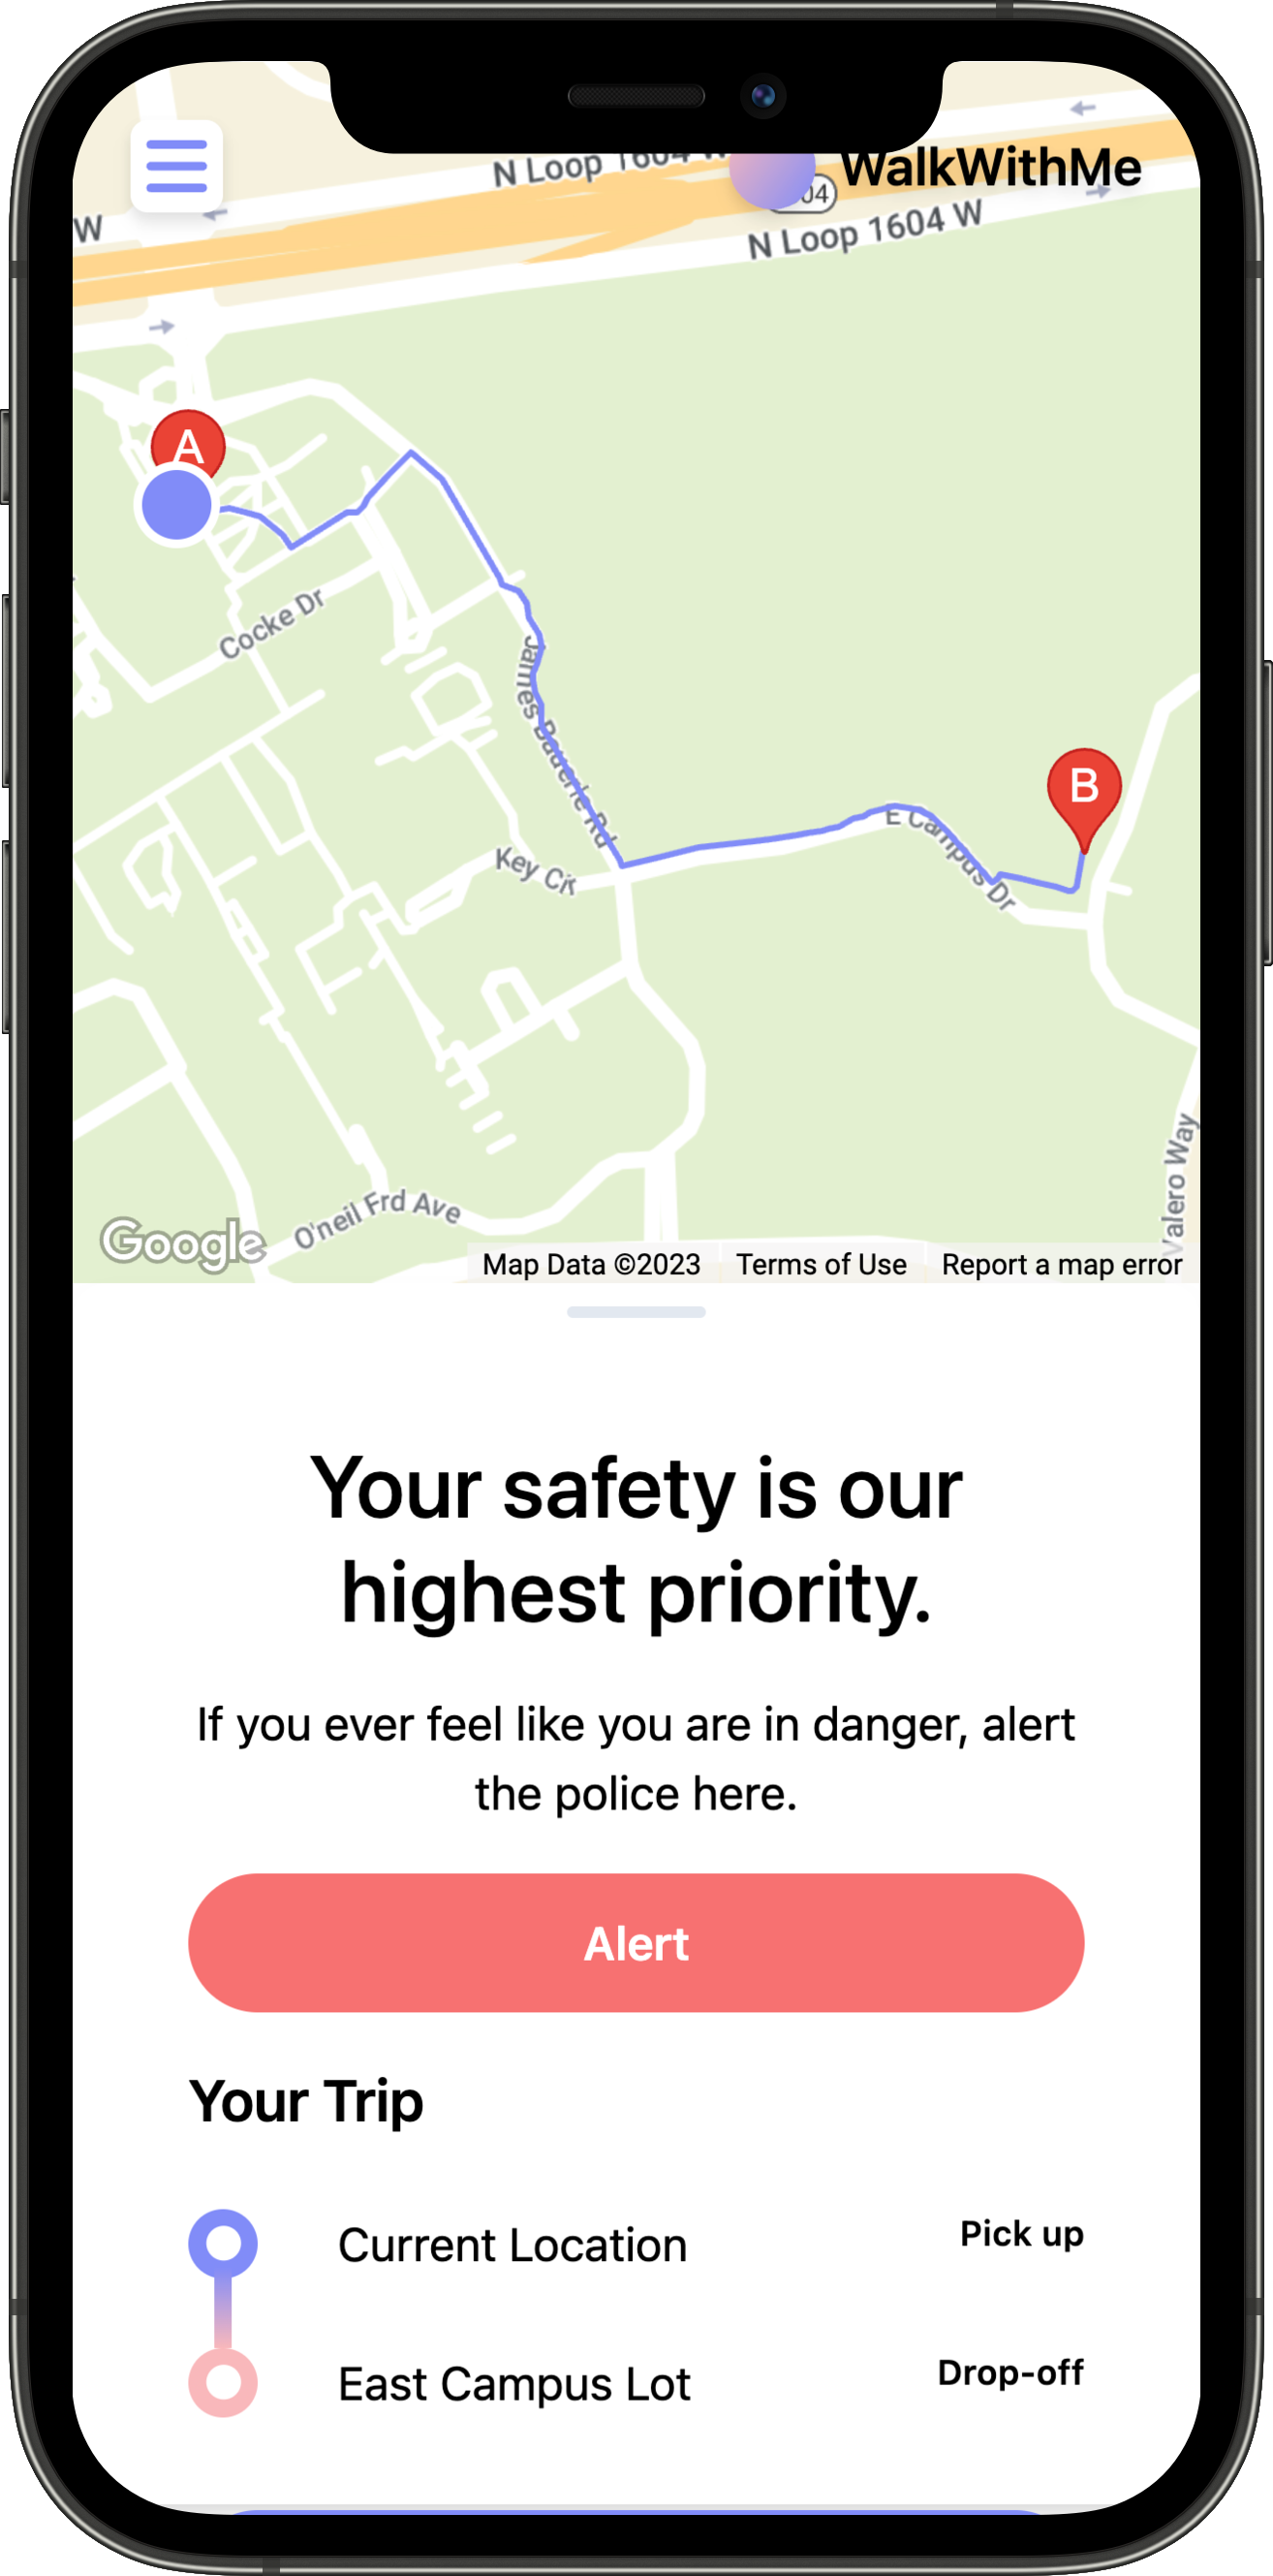 N Loop 1604 W
WalkWithMe
04
W
N Loop 1604 W
A
Cocke Dr
James Bauerle Rd
B
E Campus Dr
Key Cir
Valero Way
O'neil Frd Ave
Google
Map Data ©2023 Terms of Use Report a map error
Your safety is our
highest priority.
If you ever feel like you are in danger, alert
the police here.
Alert
Your Trip
Current Location Pick up
East Campus Lot Drop-off